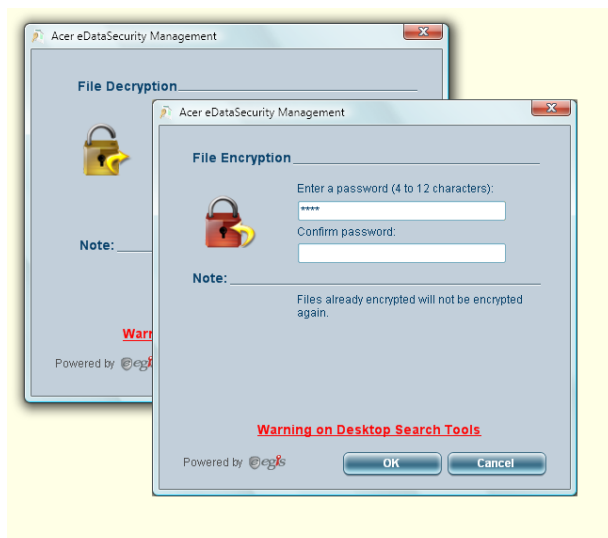 Acer eDataSecurity Management
File Decryption
Note:
Powered by egis
Acer eDataSecurity Management
File Encryption
Enter a password (4 to 12 characters):
****
Confirm password:
Note:
Files already encrypted will not be encrypted
again.
Warning on Desktop Search Tools
Powered by egis
OK
Cancel